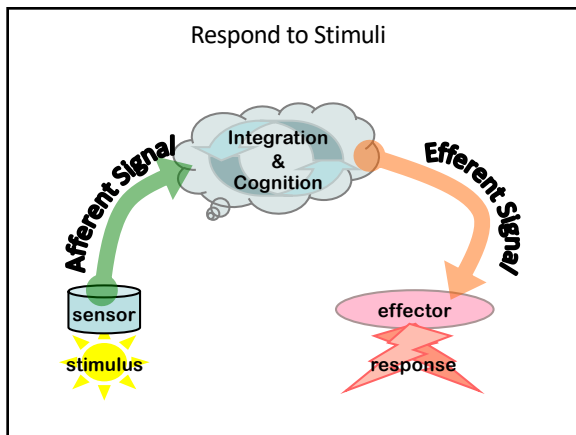 Respond to Stimuli
Afferent Signal
Integration
&
Cognition
Efferent Signal
sensor
stimulus
effector
response